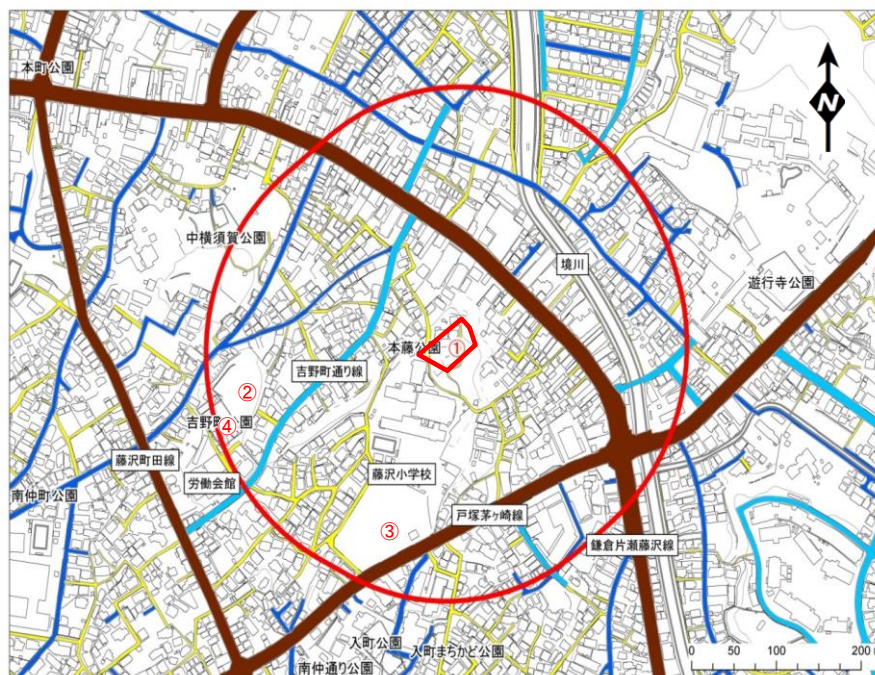 本町公園
N
中横須賀公園
境川
遊行寺公園
本藤公園
①
吉野町通り線
②
吉野町公園
④
藤沢町田線
労働会館
藤沢小学校
南仲町公園
③
戸塚茅ヶ崎線
鎌倉片瀬藤沢線
入町公園
入町まちかど公園
南仲通り公園
0 50 100 200 m